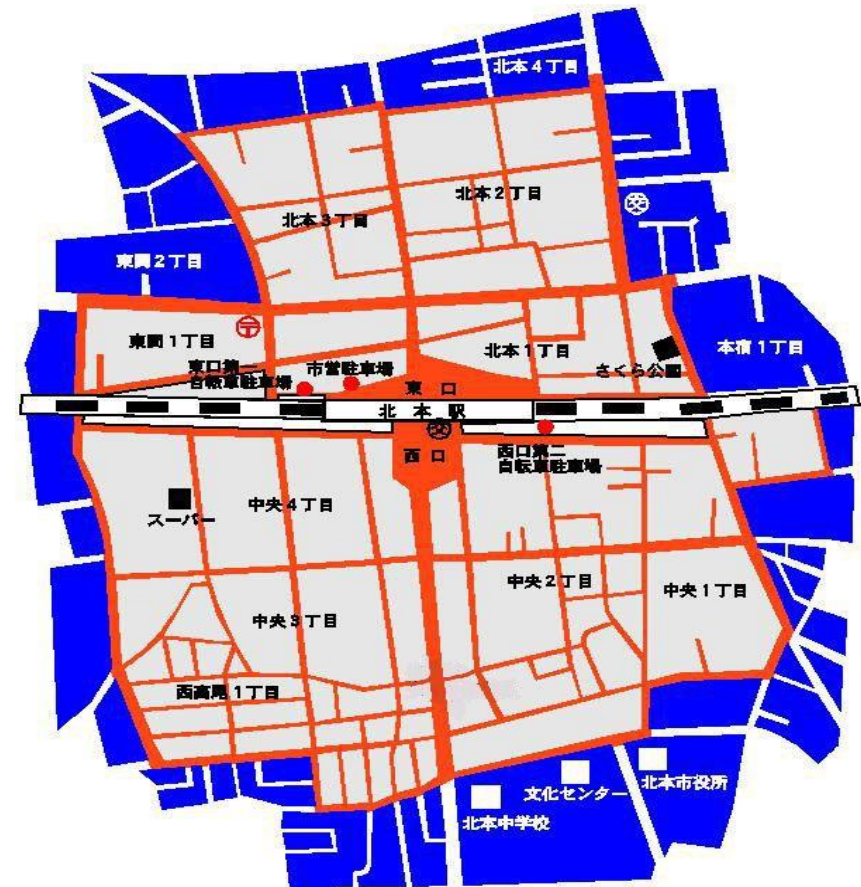 北本４丁目
北本２丁目
北本３丁目
東間２丁目
東間１丁目
北本１丁目
本宿１丁目
東口第一
自転車駐車場
市営駐車場
さくら公園
東 口
北 本 駅
西 口
西口第二
自転車駐車場
スーパー
中央４丁目
中央２丁目
中央１丁目
中央３丁目
西高尾１丁目
北本市役所
文化センター
北本中学校